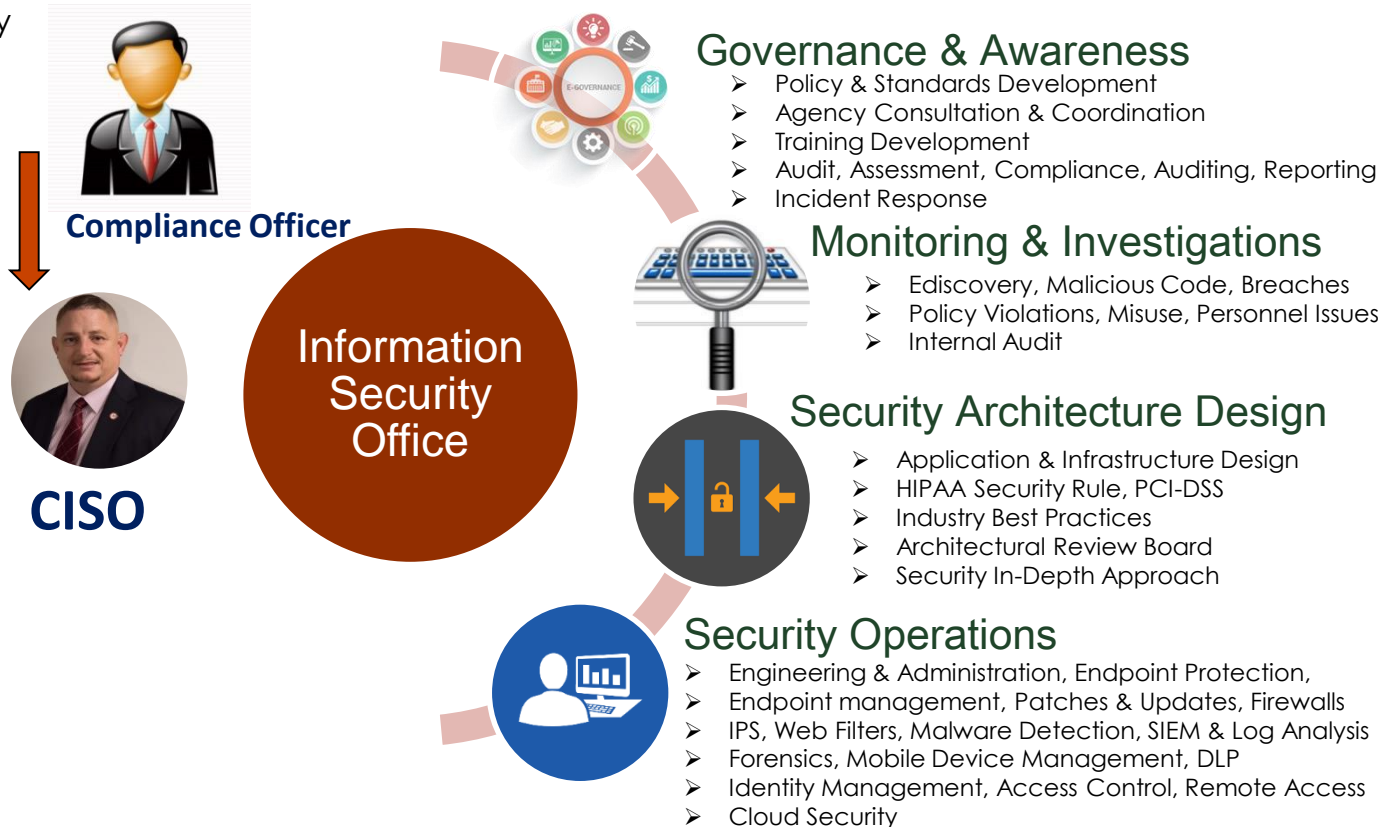 y
Compliance Officer
CISO
Information
Security
Office
E-GOVERNANCE
Governance & Awareness
➢ Policy & Standards Development
➢ Agency Consultation & Coordination
➢ Training Development
➢ Audit, Assessment, Compliance, Auditing, Reporting
➢ Incident Response
Monitoring & Investigations
➢ Ediscovery, Malicious Code, Breaches
➢ Policy Violations, Misuse, Personnel Issues
➢ Internal Audit
Security Architecture Design
➢ Application & Infrastructure Design
➢ HIPAA Security Rule, PCI-DSS
➢ Industry Best Practices
➢ Architectural Review Board
➢ Security In-Depth Approach
Security Operations
➢ Engineering & Administration, Endpoint Protection,
➢ Endpoint management, Patches & Updates, Firewalls
➢ IPS, Web Filters, Malware Detection, SIEM & Log Analysis
➢ Forensics, Mobile Device Management, DLP
➢ Identity Management, Access Control, Remote Access
➢ Cloud Security